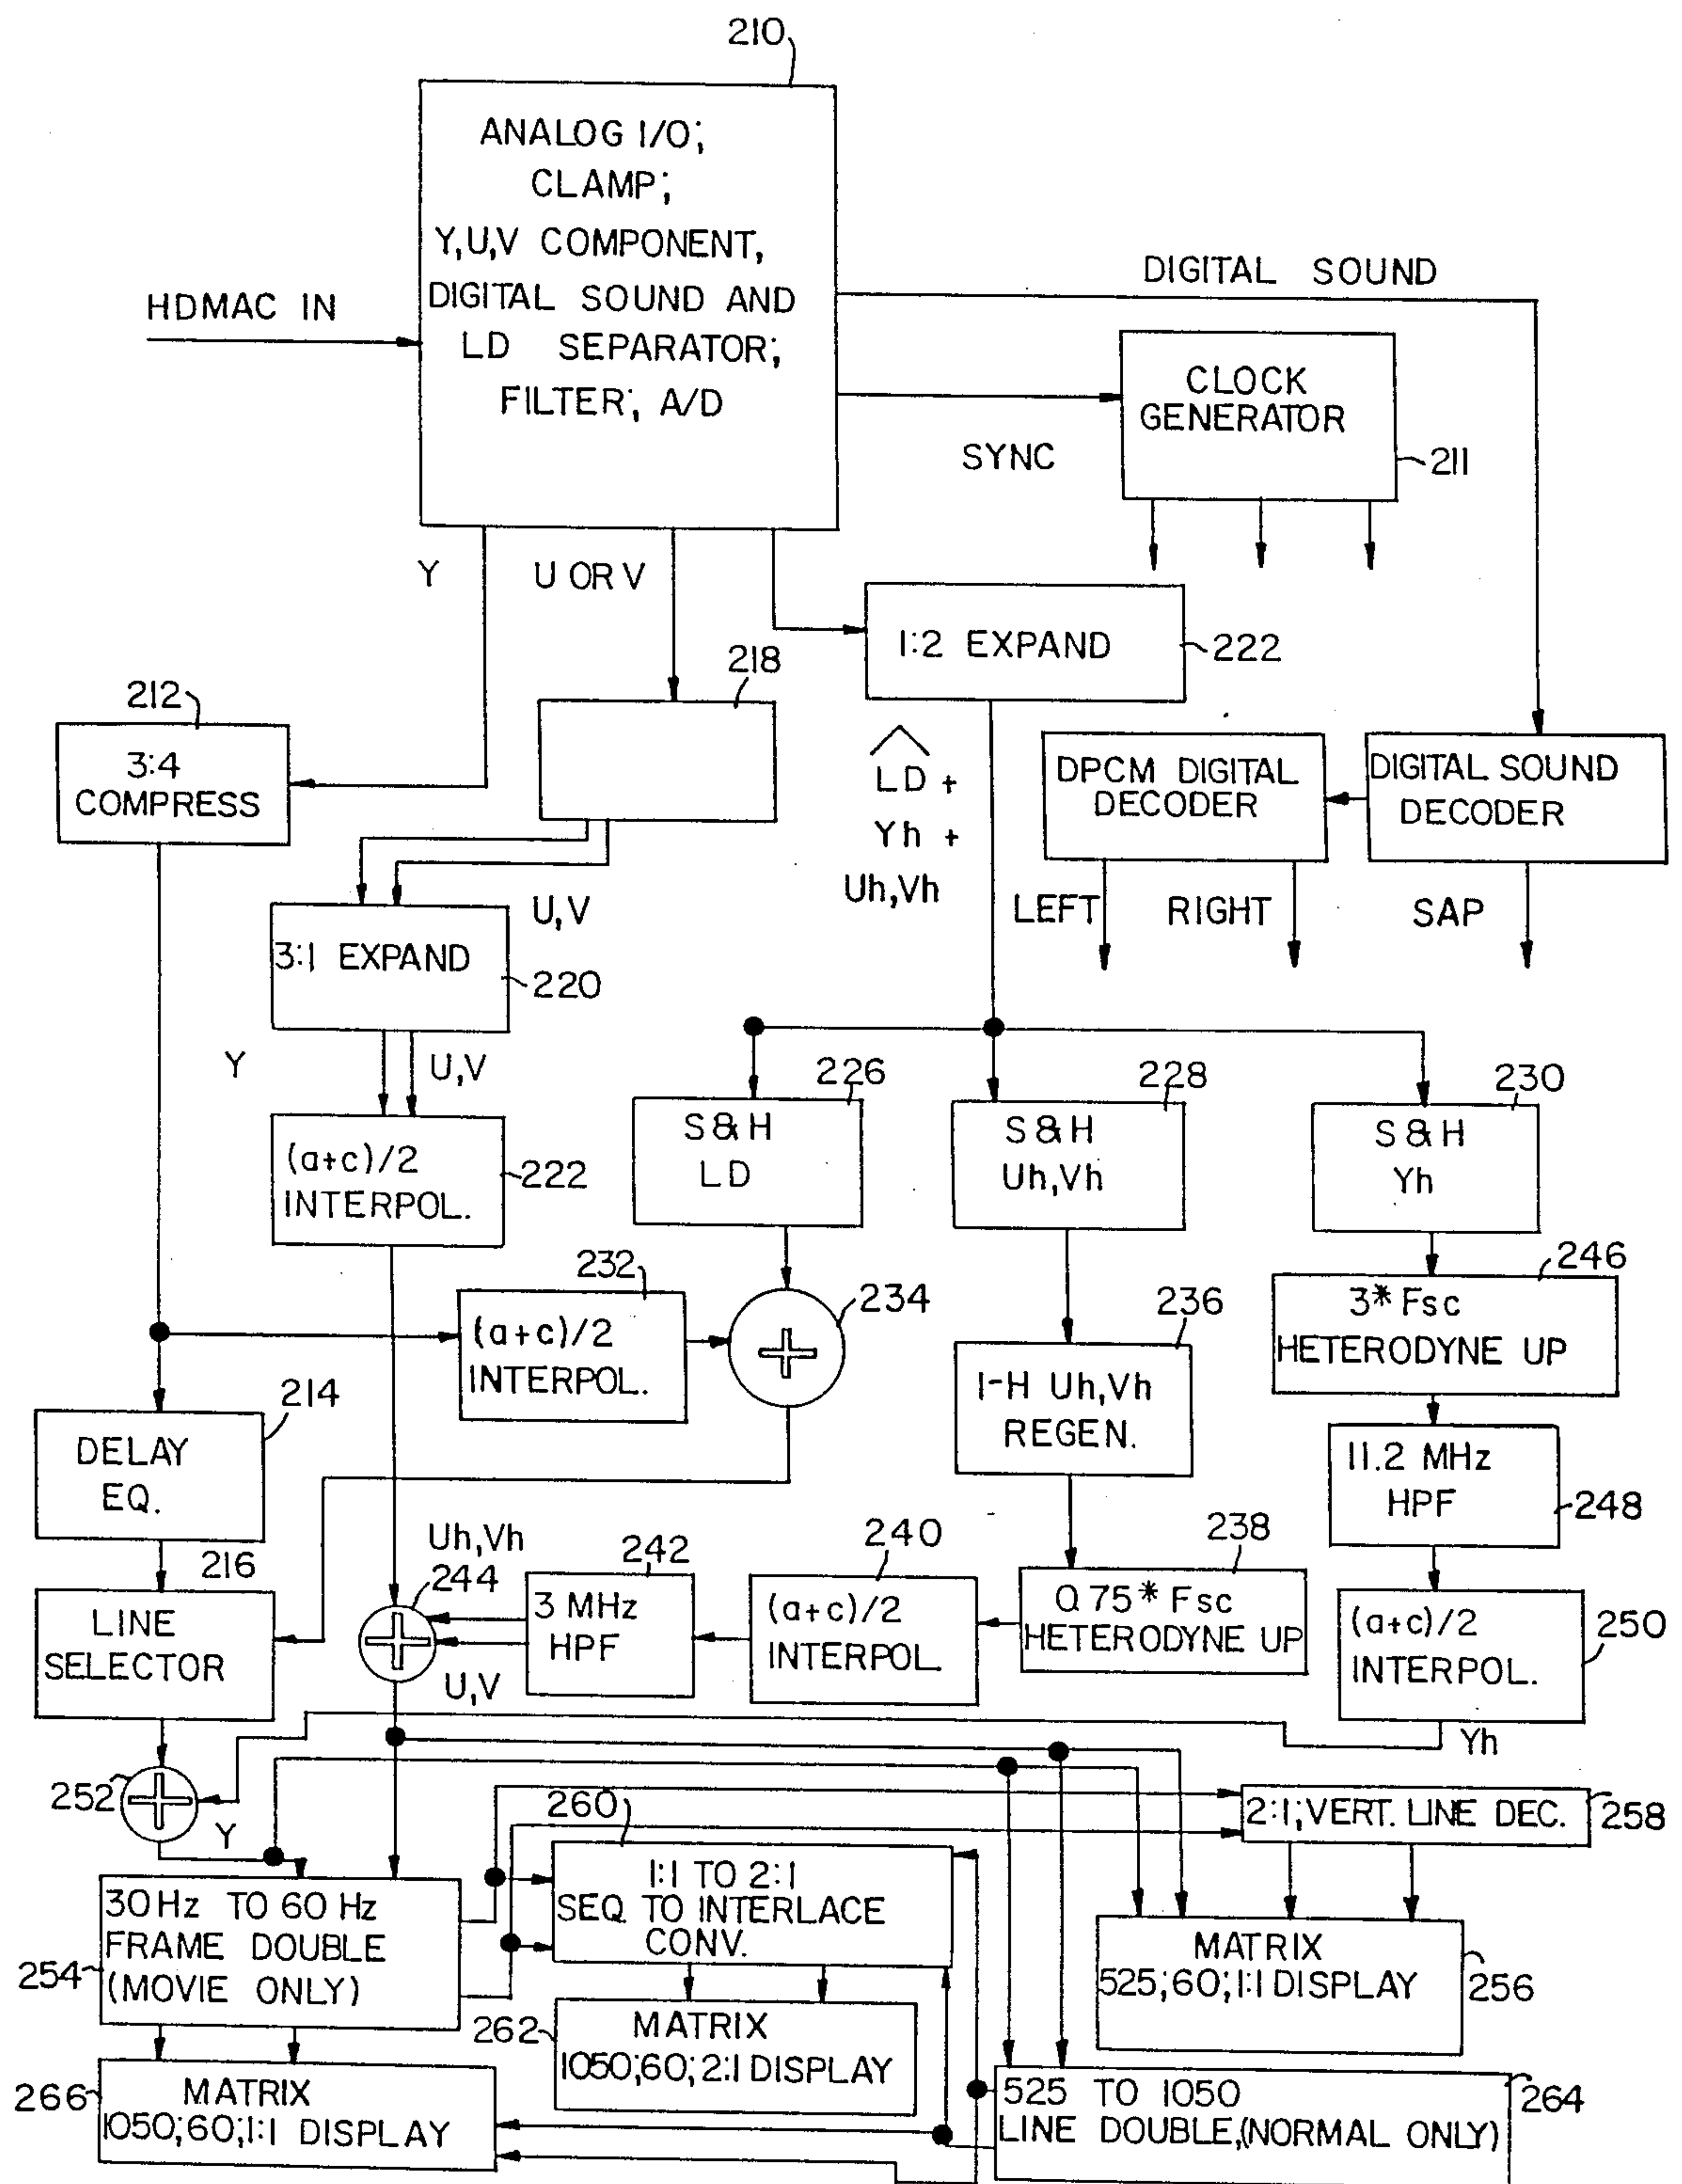 210
ANALOG I/O;
CLAMP;
Y,U,V COMPONENT,
DIGITAL SOUND AND
LD SEPARATOR;
FILTER; A/D
HDMAC IN
DIGITAL SOUND
CLOCK
GENERATOR
211
SYNC
Y
U OR V
1:2 EXPAND
222
218
212
3:4
COMPRESS
LD +
Yh +
Uh,Vh
DPCM DIGITAL
DECODER
DIGITAL SOUND
DECODER
LEFT
RIGHT
SAP
U,V
3:1 EXPAND
220
Y
U,V
226
228
230
S&H
LD
S&H
Uh,Vh
S&H
Yh
(a+c)/2
INTERPOL.
222
232
(a+c)/2
INTERPOL.
234
236
1-H Uh,Vh
REGEN.
246
3* Fsc
HETERODYNE UP
214
DELAY
EQ.
11.2 MHz
HPF
248
216
LINE
SELECTOR
Uh,Vh
244
242
3 MHz
HPF
240
(a+c)/2
INTERPOL.
238
0.75* Fsc
HETERODYNE UP
(a+c)/2
INTERPOL.
250
U,V
Yh
252
Y
260
2:1;VERT. LINE DEC.
258
30Hz TO 60 Hz
FRAME DOUBLE
(MOVIE ONLY)
254
1:1 TO 2:1
SEQ. TO INTERLACE
CONV.
MATRIX
525;60;1:1 DISPLAY
256
262
MATRIX
1050;60;2:1 DISPLAY
266
MATRIX
1050;60;1:1 DISPLAY
525 TO 1050
LINE DOUBLE,(NORMAL ONLY)
264